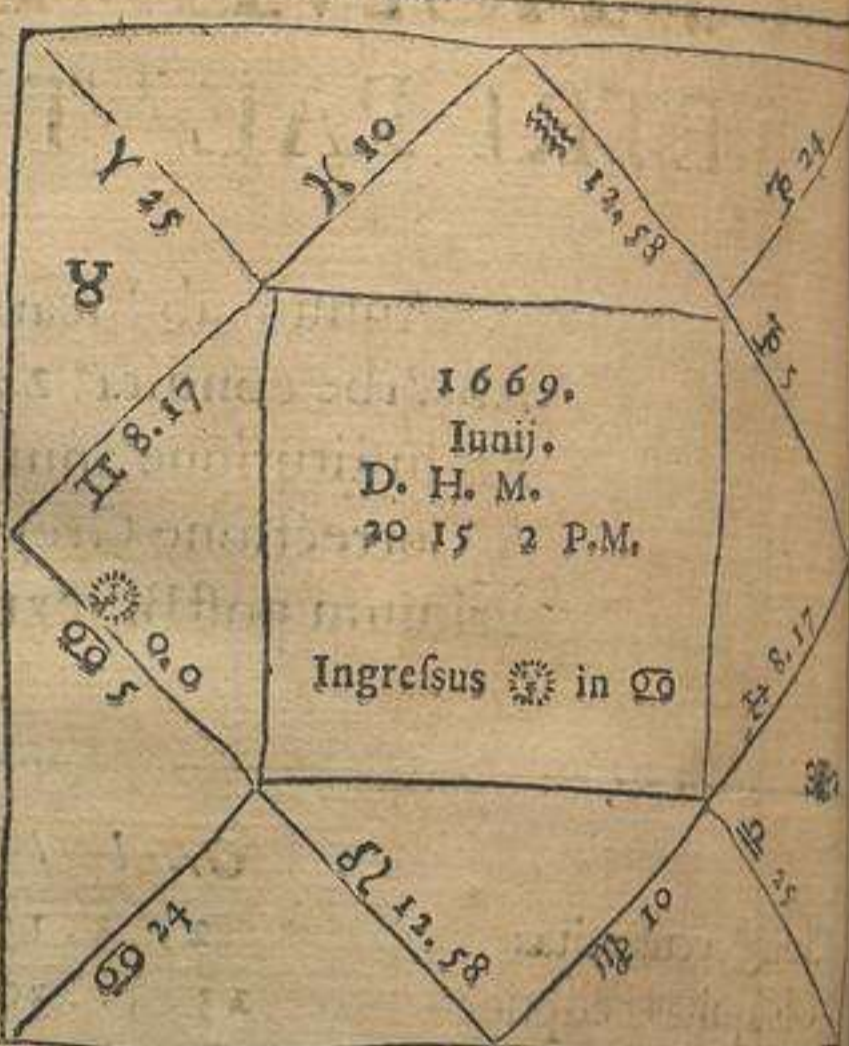 ♓ 10
♒ 12. 58
♑ 24
♈ 25
♉
♑ 5
♊ 8. 17
1669.
Iunij.
D. H. M.
20 15 2 P.M.
Ingreſsus ☉ in ♋
☉ 0. 0
♋ 5
♐ 8. 17
♏
♎ 25
♋ 24
♌ 12. 58
♍ 10